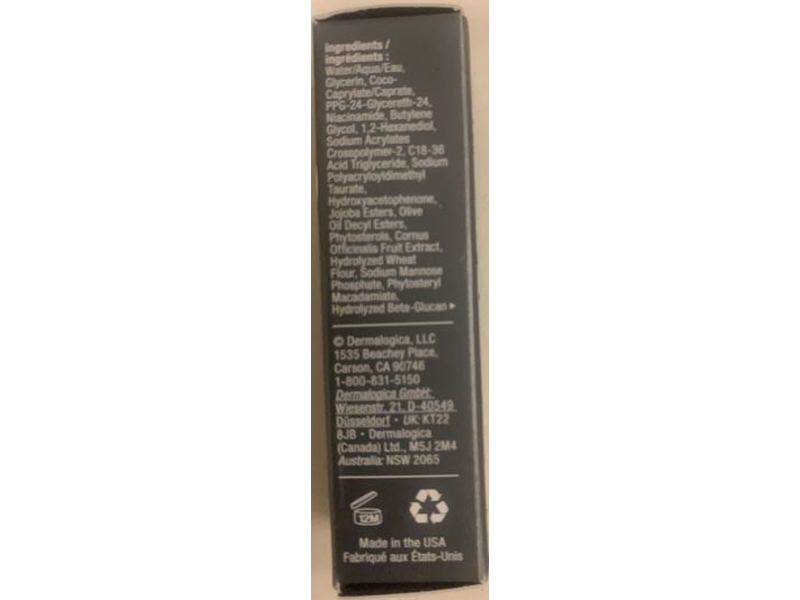 ingredients /
ingrédients :
Water/Aqua/Eau,
Glycerin, Coco-
Caprylate/Caprate,
PPG-24-Glycereth-24,
Niacinamide, Butylene
Glycol, 1,2-Hexanediol,
Sodium Acrylates
Crosspolymer-2, C18-36
Acid Triglyceride, Sodium
Polyacryloyldimethyl
Taurate,
Hydroxyacetophenone,
Jojoba Esters, Olive
Oil Decyl Esters,
Phytosterols, Cornus
Officinalis Fruit Extract,
Hydrolyzed Wheat
Flour, Sodium Mannose
Phosphate, Phytosteryl
Macadamiate,
Hydrolyzed Beta-Glucan ▸
© Dermalogica, LLC
1535 Beachey Place,
Carson, CA 90746
1-800-831-5150
Dermalogica GmbH:
Wiesenstr. 21, D-40549
Düsseldorf • UK: KT22
8JB • Dermalogica
(Canada) Ltd., M5J 2M4
Australia: NSW 2065
12M
Made in the USA
Fabriqué aux États-Unis